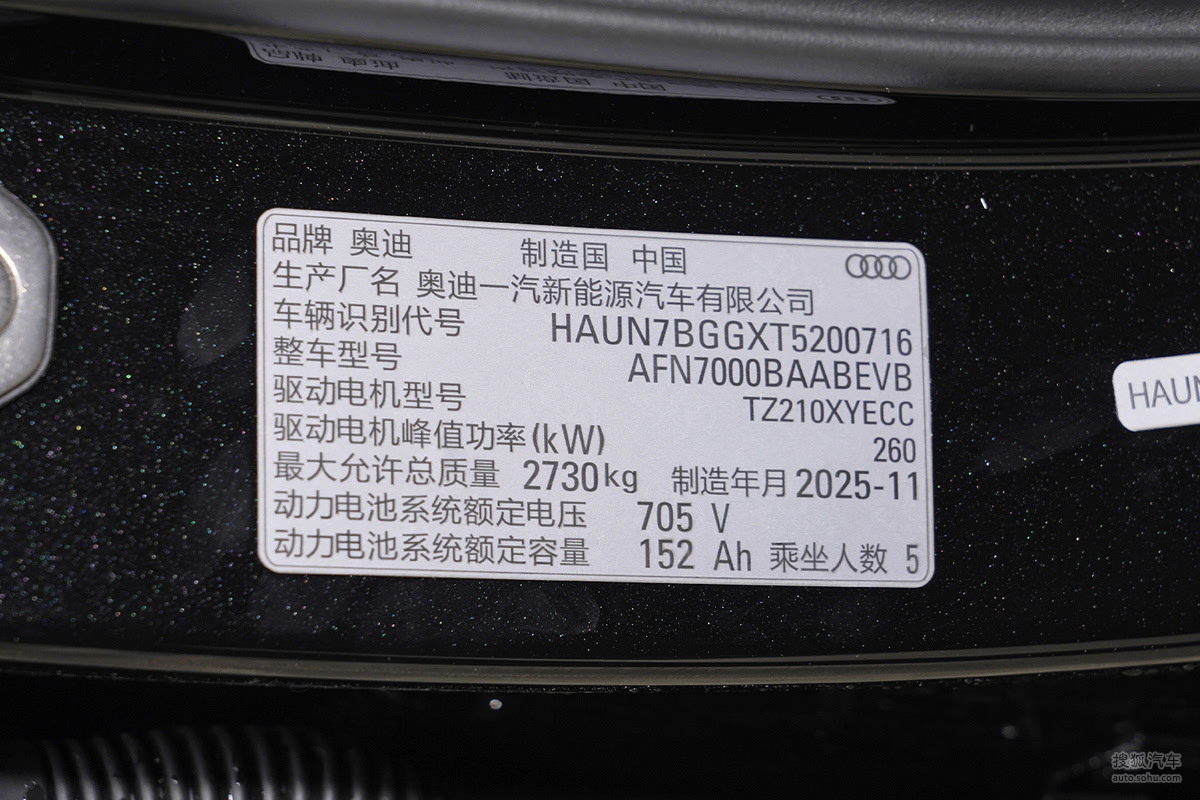 品牌 奥迪 制造国 中国
生产厂名 奥迪一汽新能源汽车有限公司
车辆识别代号 HAUN7BGGXT5200716
整车型号 AFN7000BAABEVB
驱动电机型号 TZ210XYECC
驱动电机峰值功率(kW) 260
最大允许总质量 2730kg 制造年月 2025-11
动力电池系统额定电压 705 V
动力电池系统额定容量 152 Ah 乘坐人数 5
HAUN
搜狐汽车
auto.sohu.com